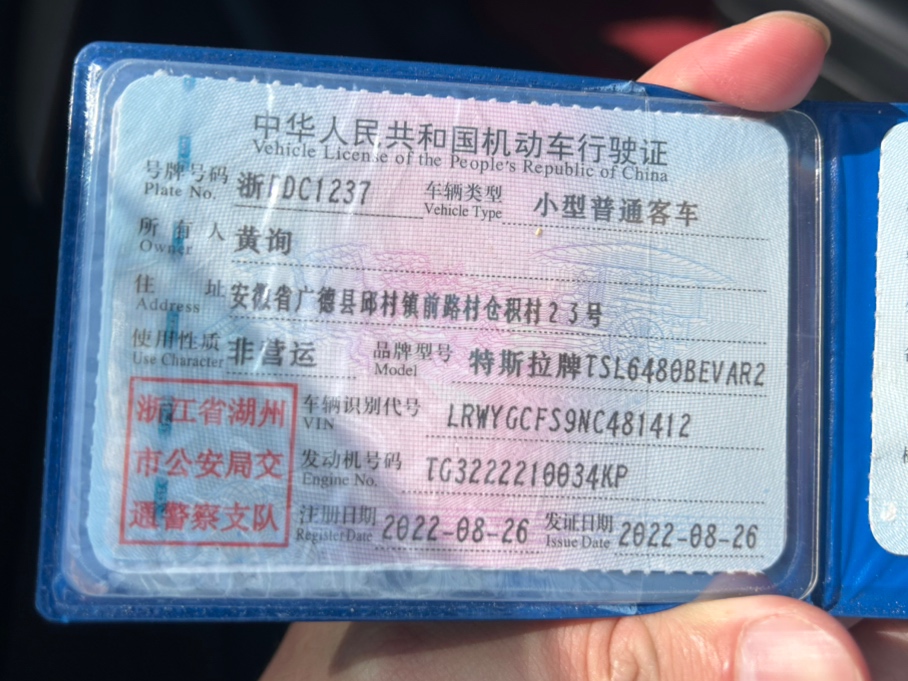 中华人民共和国机动车行驶证
Vehicle License of the People's Republic of China
号牌号码 浙FDC1237 车辆类型 小型普通客车
Plate No. Vehicle Type
所有人 黄询
Owner
住址 安徽省广德县邱村镇前路村仓积村23号
Address
使用性质 非营运 品牌型号 特斯拉牌TSL6480BEVAR2
Use Character Model
浙江省湖州
市公安局交
通警察支队
车辆识别代号 LRWYGCFS9NC481412
VIN
发动机号码 TG3222210034KP
Engine No.
注册日期 2022-08-26 发证日期 2022-08-26
Register Date Issue Date